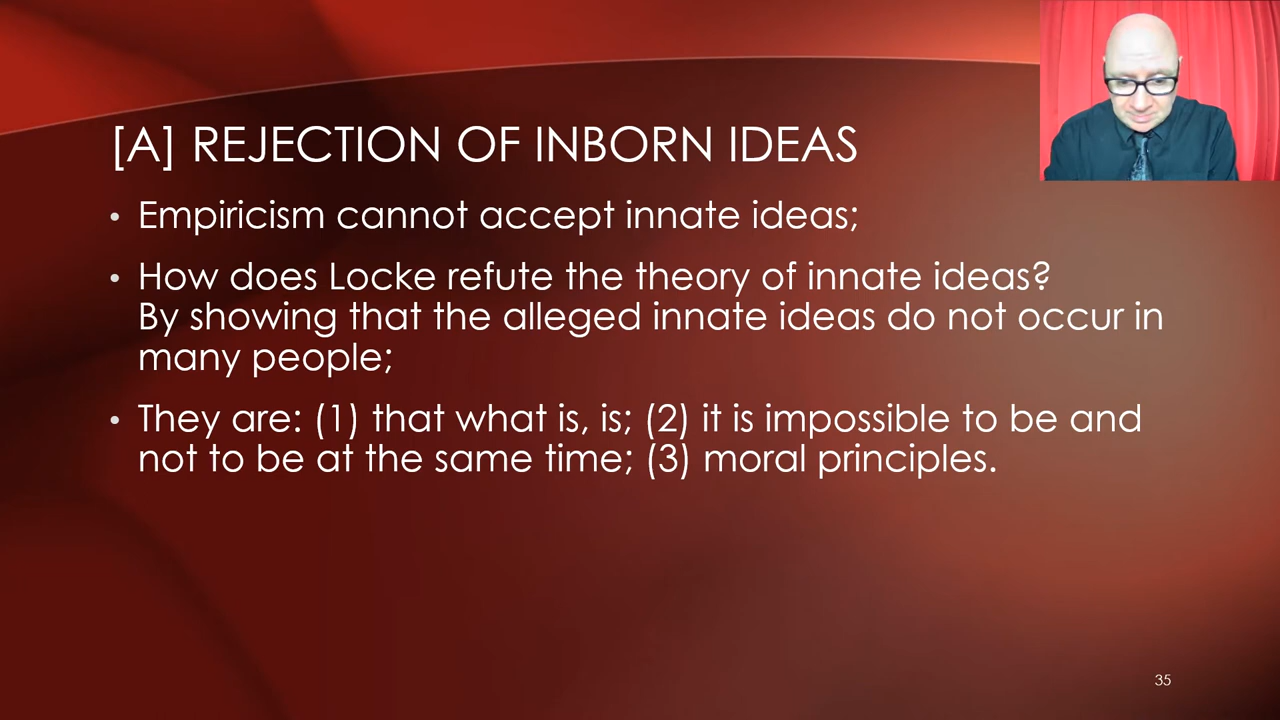 [A] REJECTION OF INBORN IDEAS
• Empiricism cannot accept innate ideas;
• How does Locke refute the theory of innate ideas?
By showing that the alleged innate ideas do not occur in
many people;
• They are: (1) that what is, is; (2) it is impossible to be and
not to be at the same time; (3) moral principles.
35